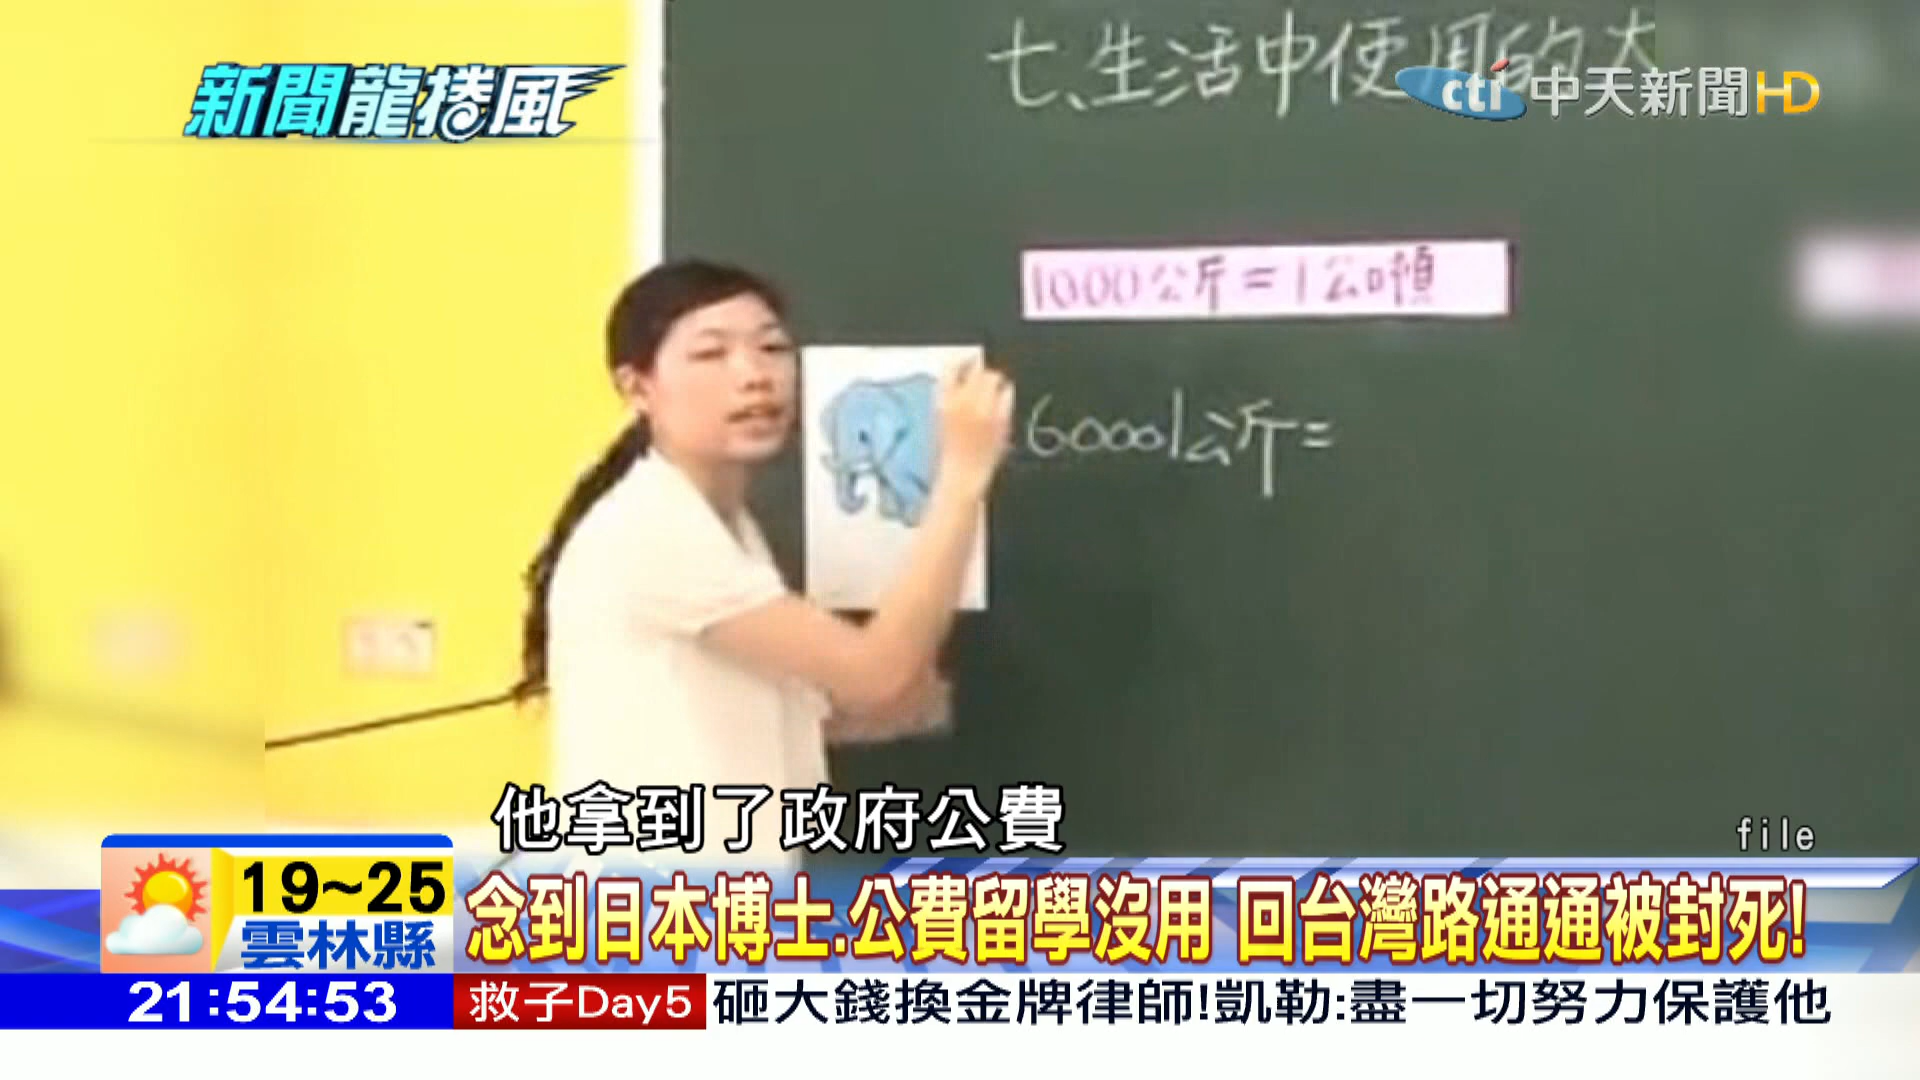 新聞龍捲風
七、生活中使用的大
cti中天新聞HD
1000公斤=1公噸
60001公斤=
他拿到了政府公費
file
19~25
雲林縣
念到日本博士.公費留學沒用 回台灣路通通被封死!
21:54:53
救子Day5 砸大錢換金牌律師!凱勒:盡一切努力保護他